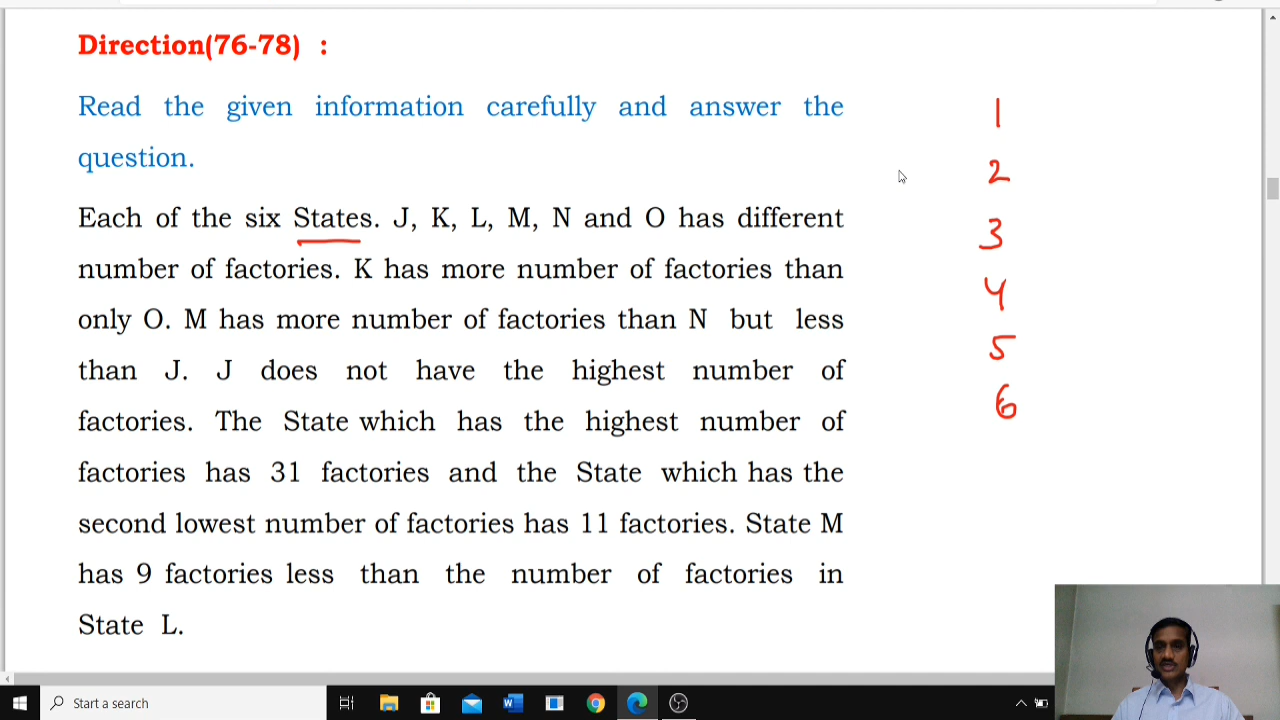 Direction(76-78) :
Read the given information carefully and answer the
question.
Each of the six States. J, K, L, M, N and O has different
number of factories. K has more number of factories than
only O. M has more number of factories than N but less
than J. J does not have the highest number of
factories. The State which has the highest number of
factories has 31 factories and the State which has the
second lowest number of factories has 11 factories. State M
has 9 factories less than the number of factories in
State L.
1
2
3
4
5
6
Start a search